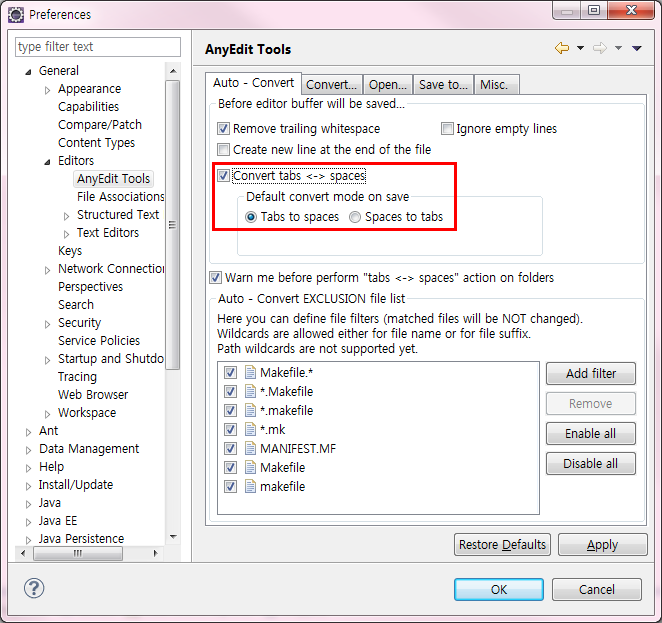 Preferences
type filter text
General
Appearance
Capabilities
Compare/Patch
Content Types
Editors
AnyEdit Tools
File Associations
Structured Text
Text Editors
Keys
Network Connection
Perspectives
Search
Security
Service Policies
Startup and Shutdo
Tracing
Web Browser
Workspace
Ant
Data Management
Help
Install/Update
Java
Java EE
Java Persistence
AnyEdit Tools
Auto - Convert Convert... Open... Save to... Misc.
Before editor buffer will be saved...
Remove trailing whitespace Ignore empty lines
Create new line at the end of the file
Convert tabs <-> spaces
Default convert mode on save
Tabs to spaces Spaces to tabs
Warn me before perform "tabs <-> spaces" action on folders
Auto - Convert EXCLUSION file list
Here you can define file filters (matched files will be NOT changed).
Wildcards are allowed either for file name or for file suffix.
Path wildcards are not supported yet.
Makefile.*
*.Makefile
*.makefile
*.mk
MANIFEST.MF
Makefile
makefile
Add filter
Remove
Enable all
Disable all
Restore Defaults Apply
? OK Cancel